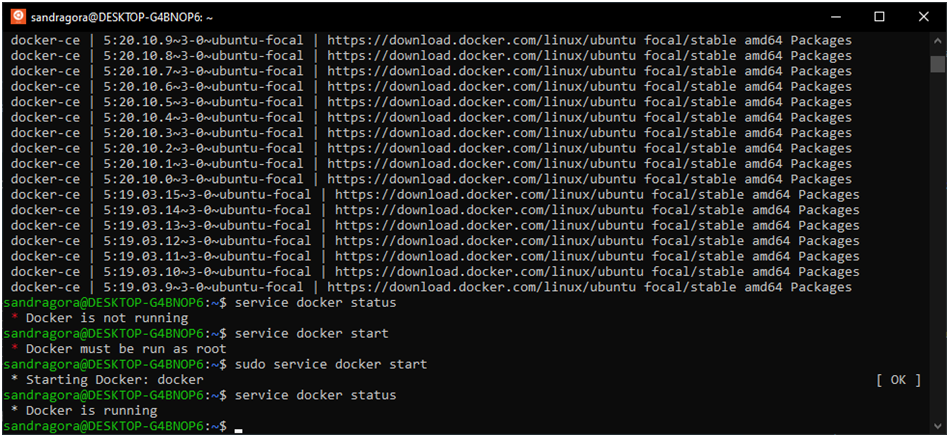 sandragora@DESKTOP-G4BNOP6: ~
docker-ce | 5:20.10.9~3-0~ubuntu-focal | https://download.docker.com/linux/ubuntu focal/stable amd64 Packages
docker-ce | 5:20.10.8~3-0~ubuntu-focal | https://download.docker.com/linux/ubuntu focal/stable amd64 Packages
docker-ce | 5:20.10.7~3-0~ubuntu-focal | https://download.docker.com/linux/ubuntu focal/stable amd64 Packages
docker-ce | 5:20.10.6~3-0~ubuntu-focal | https://download.docker.com/linux/ubuntu focal/stable amd64 Packages
docker-ce | 5:20.10.5~3-0~ubuntu-focal | https://download.docker.com/linux/ubuntu focal/stable amd64 Packages
docker-ce | 5:20.10.4~3-0~ubuntu-focal | https://download.docker.com/linux/ubuntu focal/stable amd64 Packages
docker-ce | 5:20.10.3~3-0~ubuntu-focal | https://download.docker.com/linux/ubuntu focal/stable amd64 Packages
docker-ce | 5:20.10.2~3-0~ubuntu-focal | https://download.docker.com/linux/ubuntu focal/stable amd64 Packages
docker-ce | 5:20.10.1~3-0~ubuntu-focal | https://download.docker.com/linux/ubuntu focal/stable amd64 Packages
docker-ce | 5:20.10.0~3-0~ubuntu-focal | https://download.docker.com/linux/ubuntu focal/stable amd64 Packages
docker-ce | 5:19.03.15~3-0~ubuntu-focal | https://download.docker.com/linux/ubuntu focal/stable amd64 Packages
docker-ce | 5:19.03.14~3-0~ubuntu-focal | https://download.docker.com/linux/ubuntu focal/stable amd64 Packages
docker-ce | 5:19.03.13~3-0~ubuntu-focal | https://download.docker.com/linux/ubuntu focal/stable amd64 Packages
docker-ce | 5:19.03.12~3-0~ubuntu-focal | https://download.docker.com/linux/ubuntu focal/stable amd64 Packages
docker-ce | 5:19.03.11~3-0~ubuntu-focal | https://download.docker.com/linux/ubuntu focal/stable amd64 Packages
docker-ce | 5:19.03.10~3-0~ubuntu-focal | https://download.docker.com/linux/ubuntu focal/stable amd64 Packages
docker-ce | 5:19.03.9~3-0~ubuntu-focal | https://download.docker.com/linux/ubuntu focal/stable amd64 Packages
sandragora@DESKTOP-G4BNOP6:~$ service docker status
* Docker is not running
sandragora@DESKTOP-G4BNOP6:~$ service docker start
* Docker must be run as root
sandragora@DESKTOP-G4BNOP6:~$ sudo service docker start
* Starting Docker: docker [ OK ]
sandragora@DESKTOP-G4BNOP6:~$ service docker status
* Docker is running
sandragora@DESKTOP-G4BNOP6:~$